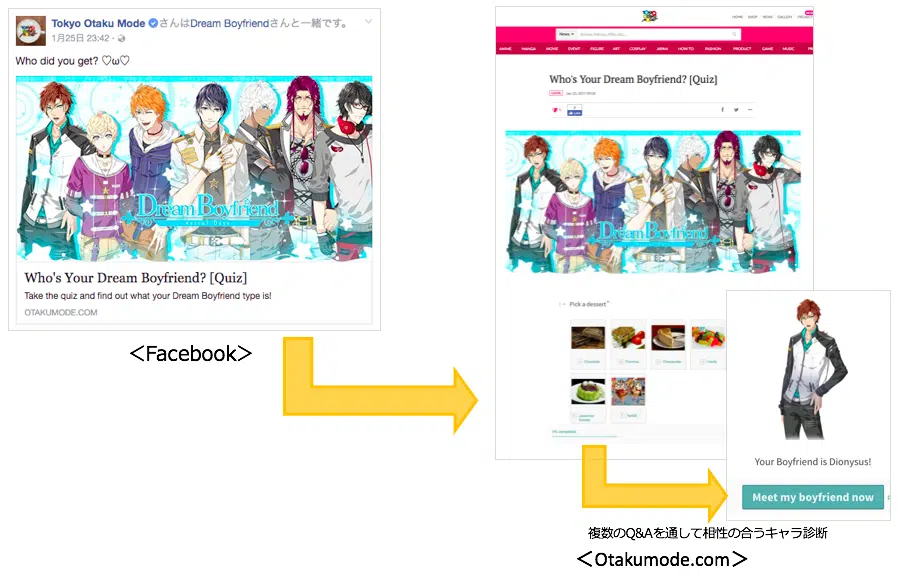 Tokyo Otaku Mode さんはDream Boyfriendさんと一緒です。
1月25日 23:42
Who did you get? ♡ω♡
Dream Boyfriend
Who's Your Dream Boyfriend? [Quiz]
Take the quiz and find out what your Dream Boyfriend type is!
OTAKUMODE.COM
＜Facebook＞
HOME SHOP NEWS GALLERY
News
ANIME MANGA MOVIE EVENT FIGURE ART COSPLAY JAPAN HOW TO FASHION PRODUCT GAME MUSIC
Who's Your Dream Boyfriend? [Quiz]
Dream Boyfriend
Pick a dessert*
Chocolate Tiramisu Cheesecake
Your Boyfriend is Dionysus!
Meet my boyfriend now
複数のQ&Aを通して相性の合うキャラ診断
＜Otakumode.com＞